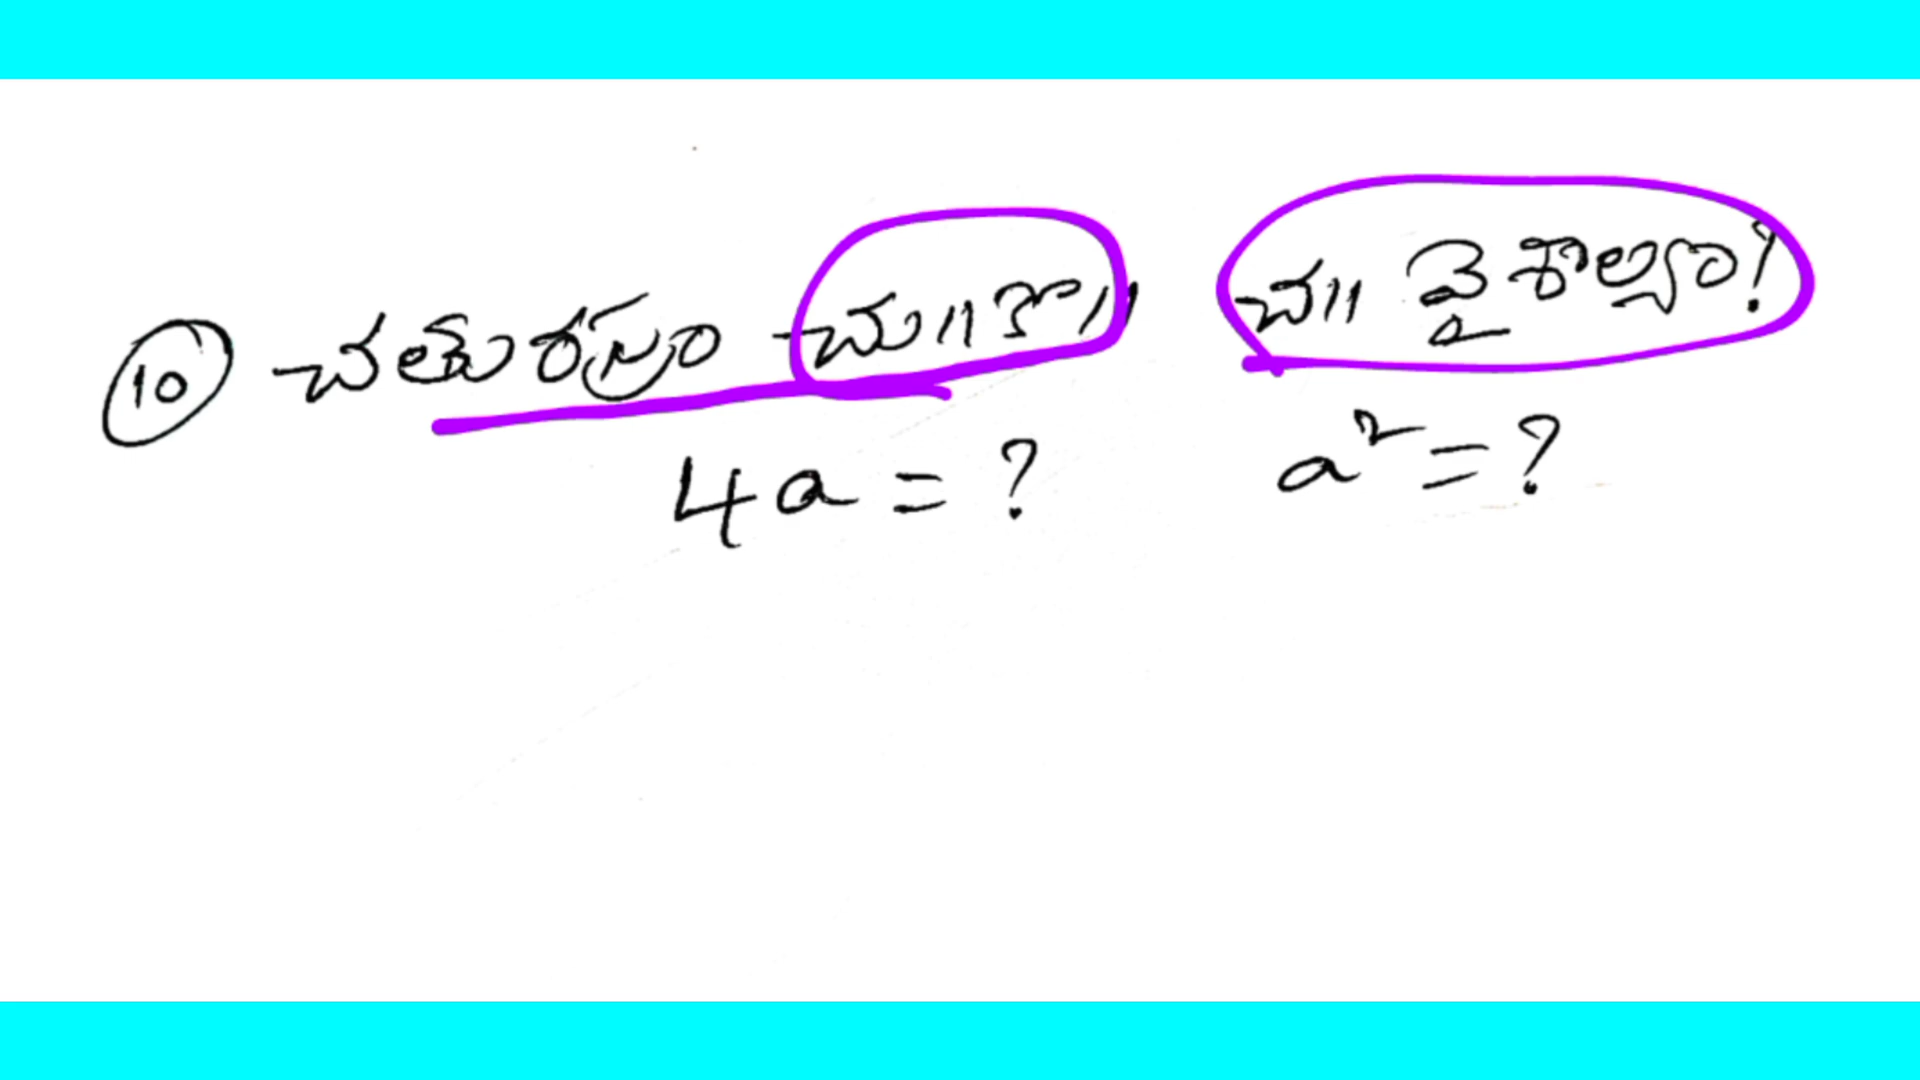 ⑩ చతురస్రం చు॥కొ॥ చ॥ వైశాల్యం?
4a = ? a² = ?